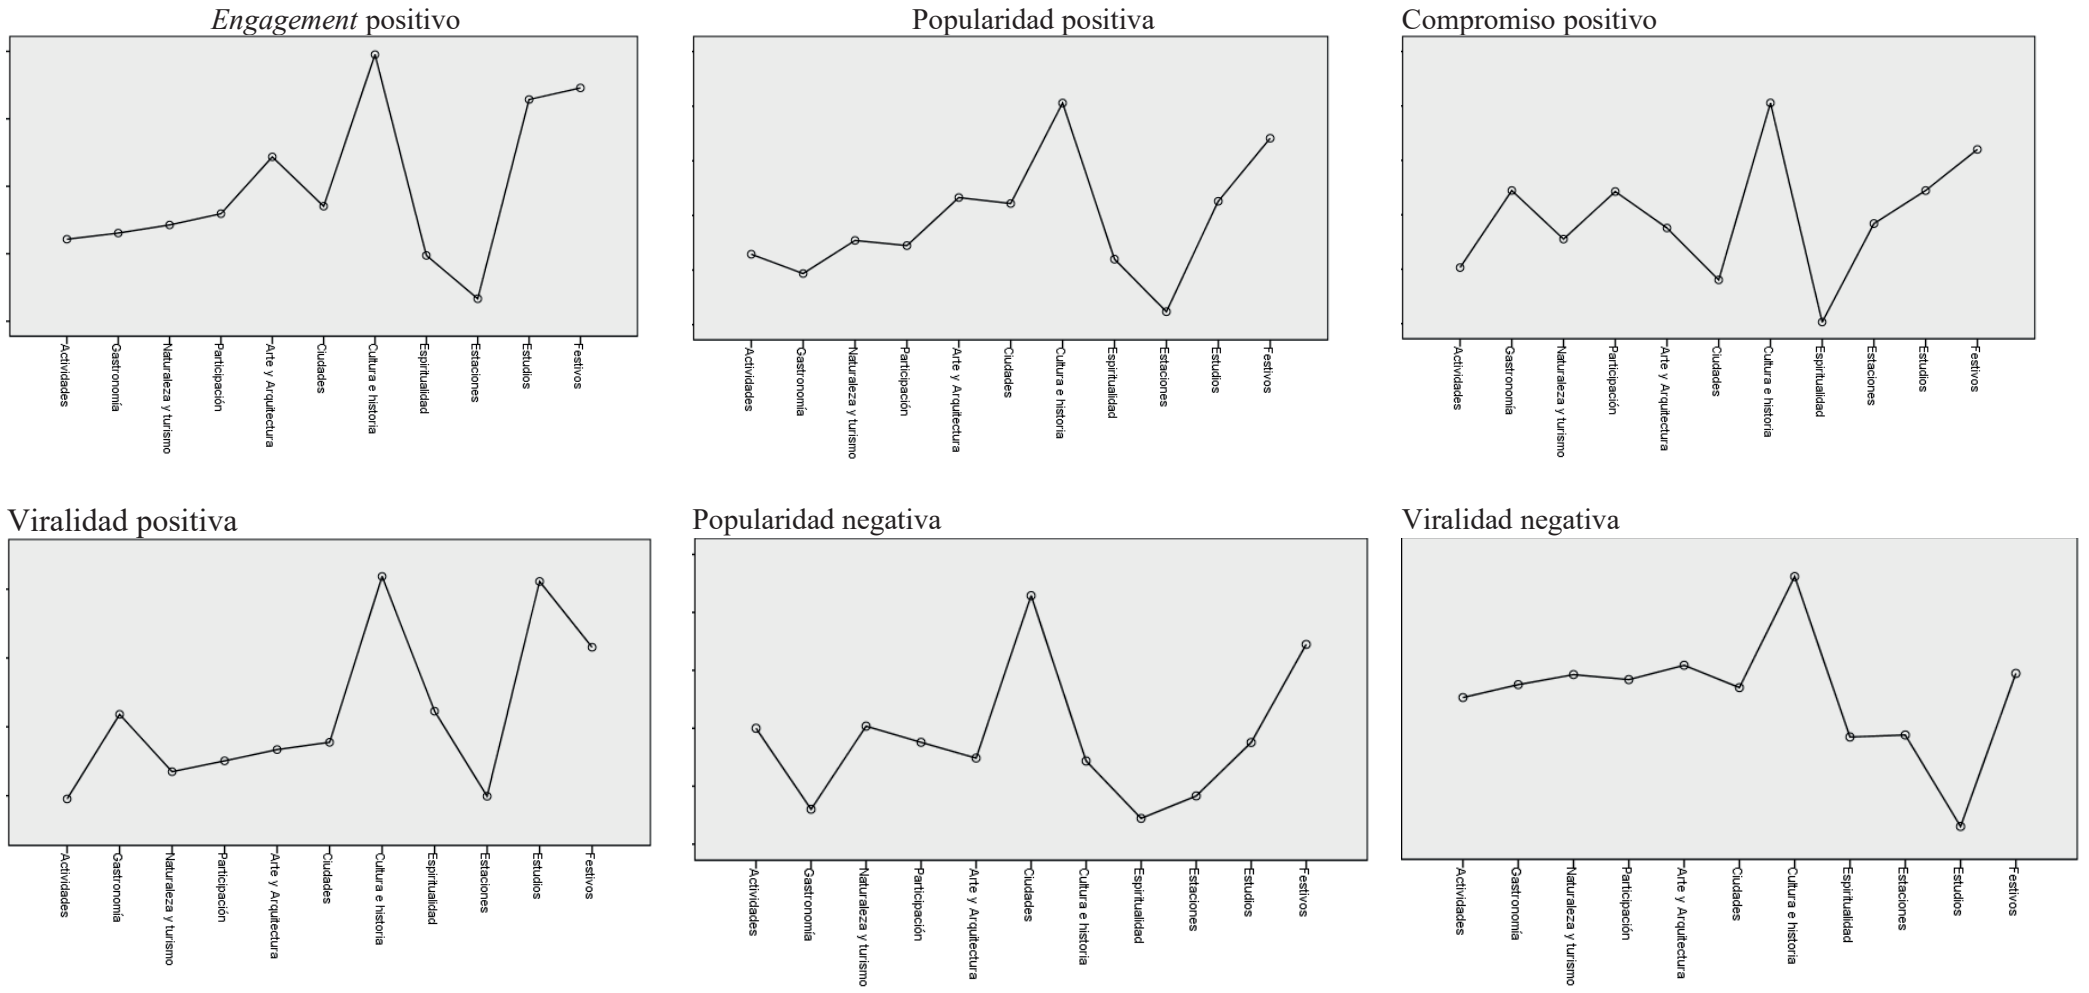 Engagement positivo
Actividades
Gastronomía
Naturaleza y turismo
Participación
Arte y Arquitectura
Ciudades
Cultura e historia
Espiritualidad
Estaciones
Estudios
Festivos
Popularidad positiva
Actividades
Gastronomía
Naturaleza y turismo
Participación
Arte y Arquitectura
Ciudades
Cultura e historia
Espiritualidad
Estaciones
Estudios
Festivos
Compromiso positivo
Actividades
Gastronomía
Naturaleza y turismo
Participación
Arte y Arquitectura
Ciudades
Cultura e historia
Espiritualidad
Estaciones
Estudios
Festivos
Viralidad positiva
Actividades
Gastronomía
Naturaleza y turismo
Participación
Arte y Arquitectura
Ciudades
Cultura e historia
Espiritualidad
Estaciones
Estudios
Festivos
Popularidad negativa
Actividades
Gastronomía
Naturaleza y turismo
Participación
Arte y Arquitectura
Ciudades
Cultura e historia
Espiritualidad
Estaciones
Estudios
Festivos
Viralidad negativa
Actividades
Gastronomía
Naturaleza y turismo
Participación
Arte y Arquitectura
Ciudades
Cultura e historia
Espiritualidad
Estaciones
Estudios
Festivos